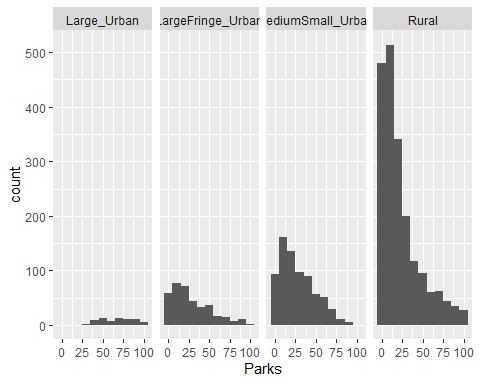 Large_Urban
LargeFringe_Urban
ediumSmall_Urba
Rural
count
500
400
300
200
100
0
0 25 50 75 100
0 25 50 75 100
0 25 50 75 100
0 25 50 75 100
Parks